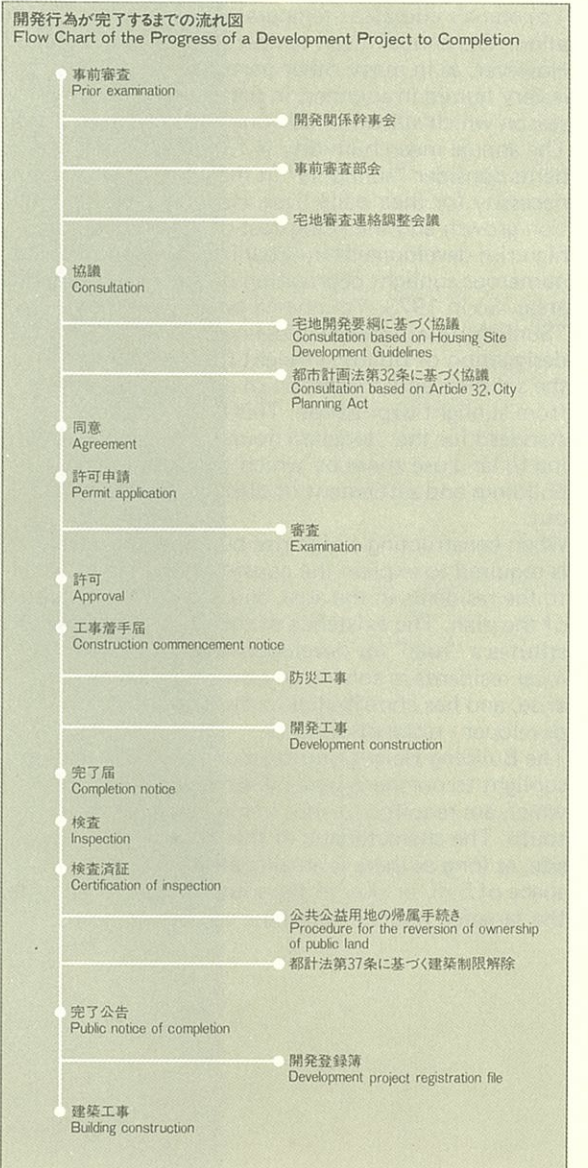 開発行為が完了するまでの流れ図
Flow Chart of the Progress of a Development Project to Completion
事前審査
Prior examination
開発関係幹事会
事前審査部会
宅地審査連絡調整会議
協議
Consultation
宅地開発要綱に基づく協議
Consultation based on Housing Site
Development Guidelines
都市計画法第32条に基づく協議
Consultation based on Article 32, City
Planning Act
同意
Agreement
許可申請
Permit application
審査
Examination
許可
Approval
工事着手届
Construction commencement notice
防災工事
開発工事
Development construction
完了届
Completion notice
検査
Inspection
検査済証
Certification of inspection
公共公益用地の帰属手続き
Procedure for the reversion of ownership
of public land
都計法第37条に基づく建築制限解除
完了公告
Public notice of completion
開発登録簿
Development project registration file
建築工事
Building construction